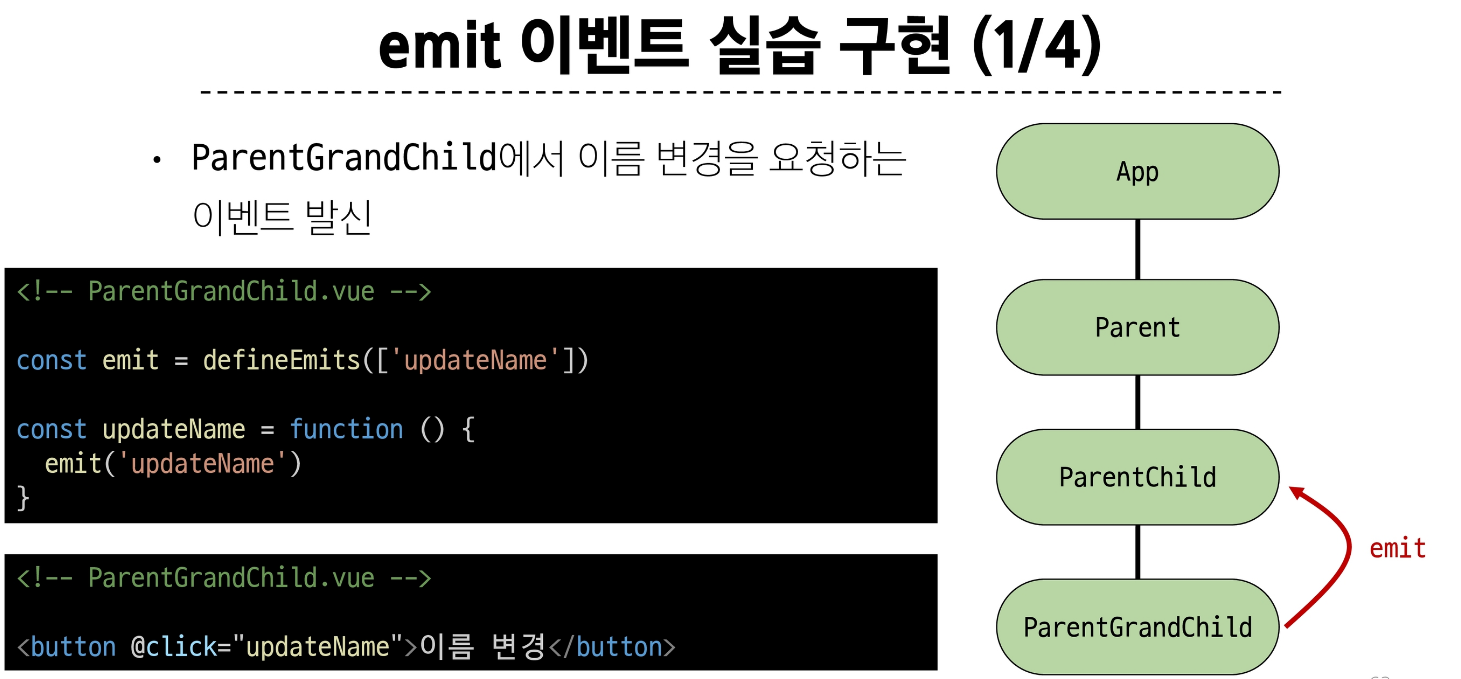 emit 이벤트 실습 구현 (1/4)
• ParentGrandChild에서 이름 변경을 요청하는
이벤트 발신
<!-- ParentGrandChild.vue -->
const emit = defineEmits(['updateName'])
const updateName = function () {
  emit('updateName')
}
<!-- ParentGrandChild.vue -->
<button @click="updateName">이름 변경</button>
App
Parent
ParentChild
emit
ParentGrandChild